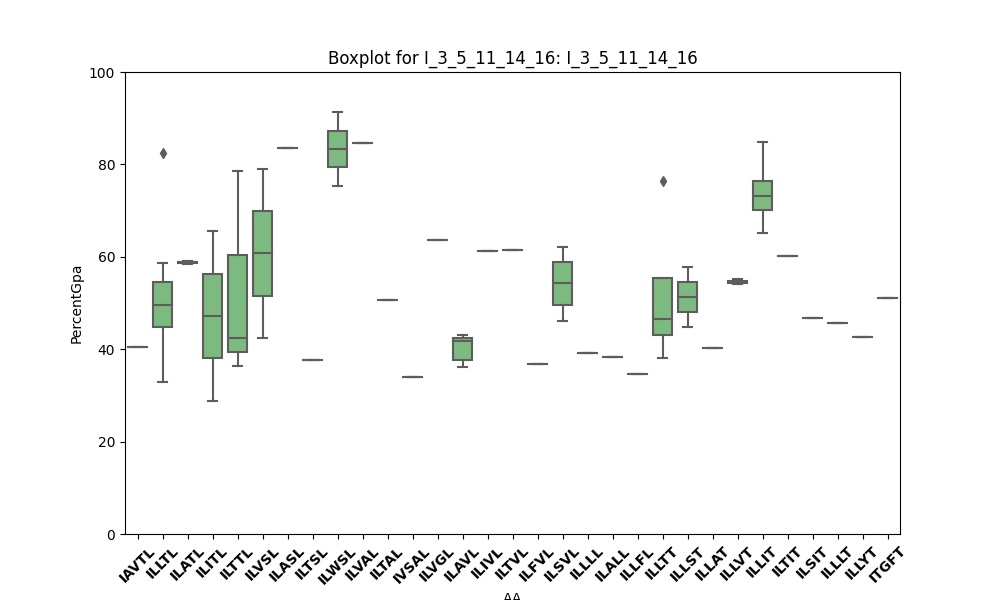 Boxplot for I_3_5_11_14_16: I_3_5_11_14_16
PercentGpa
100
80
60
40
20
0
IAVTL
ILLTL
ILATL
ILITL
ILTTL
ILVSL
ILASL
ILTSL
ILWSL
ILVAL
ILTAL
IVSAL
ILVGL
ILAVL
ILIVL
ILTVL
ILFVL
ILSVL
ILLLL
ILALL
ILLFL
ILLTT
ILLST
ILLAT
ILLVT
ILLIT
ILTIT
ILSIT
ILLLT
ILLYT
ITGFT
AA